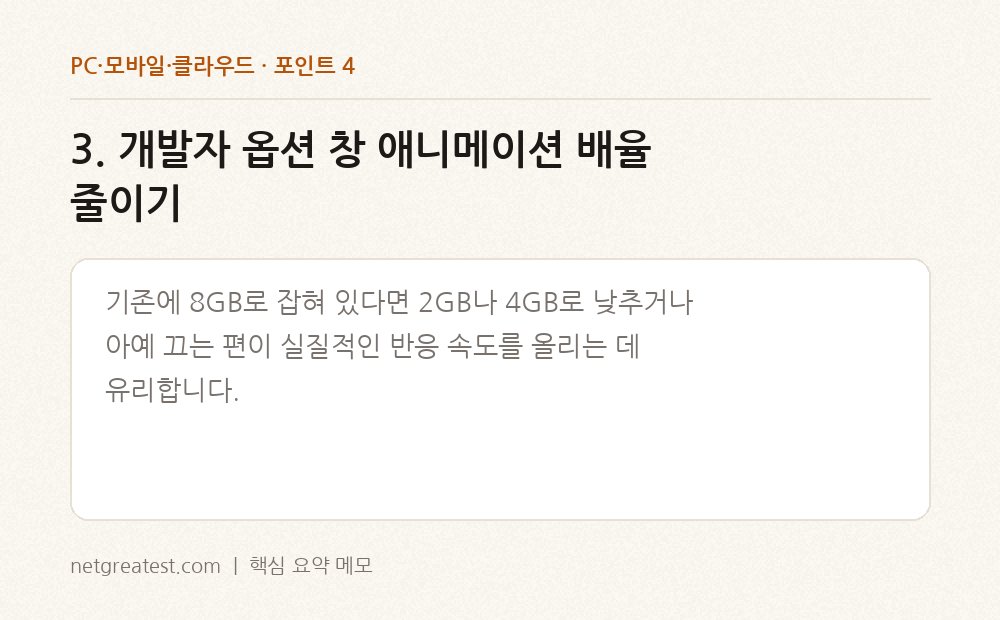 PC·모바일·클라우드 · 포인트 4
3. 개발자 옵션 창 애니메이션 배율
줄이기
기존에 8GB로 잡혀 있다면 2GB나 4GB로 낮추거나
아예 끄는 편이 실질적인 반응 속도를 올리는 데
유리합니다.
netgreatest.com | 핵심 요약 메모